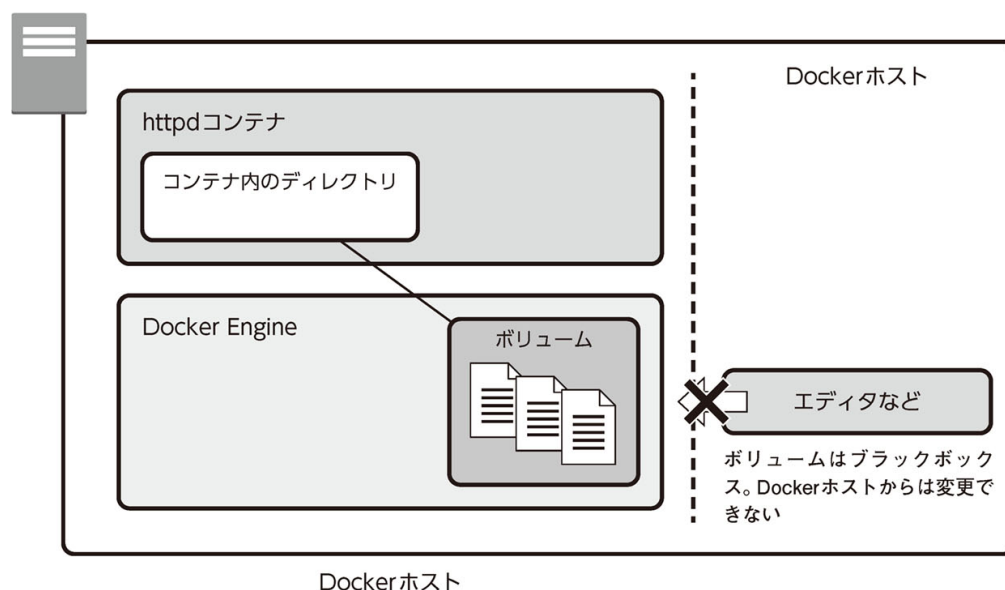 Dockerホスト
httpdコンテナ
コンテナ内のディレクトリ
Docker Engine
ボリューム
エディタなど
ボリュームはブラックボック
ス。Dockerホストからは変更で
きない
Dockerホスト